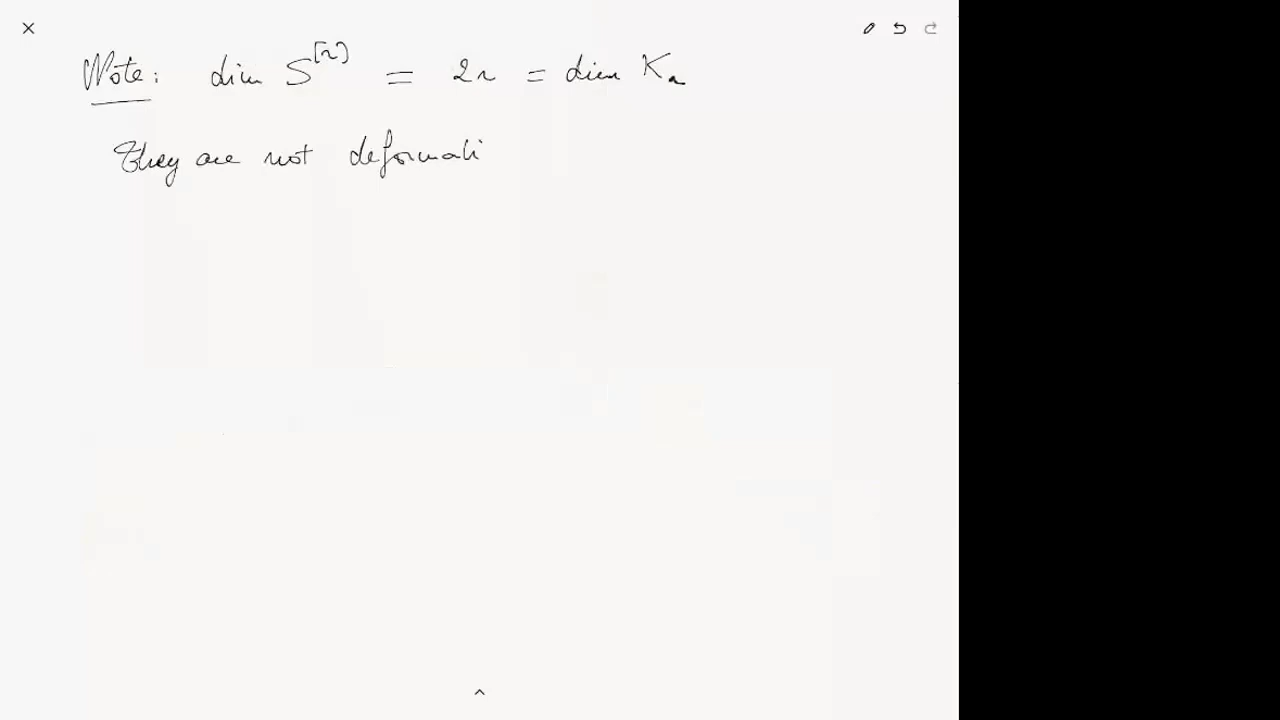 Note: dim S^[n] = 2n = dim K_n
They are not deformati